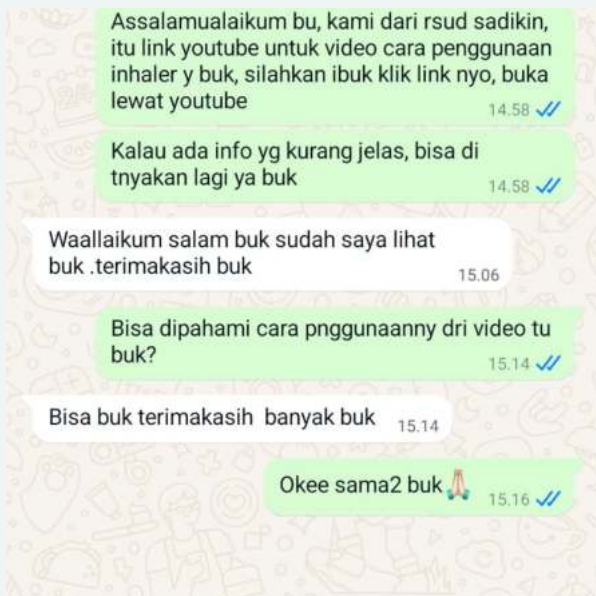 Assalamualaikum bu, kami dari rsud sadikin,
itu link youtube untuk video cara penggunaan
inhaler y buk, silahkan ibuk klik link nyo, buka
lewat youtube
14.58
Kalau ada info yg kurang jelas, bisa di
tnyakan lagi ya buk
14.58
Waallaikum salam buk sudah saya lihat
buk .terimakasih buk
15.06
Bisa dipahami cara pnggunaanny dri video tu
buk?
15.14
Bisa buk terimakasih banyak buk 15.14
Okee sama2 buk🙏🏻 15.16